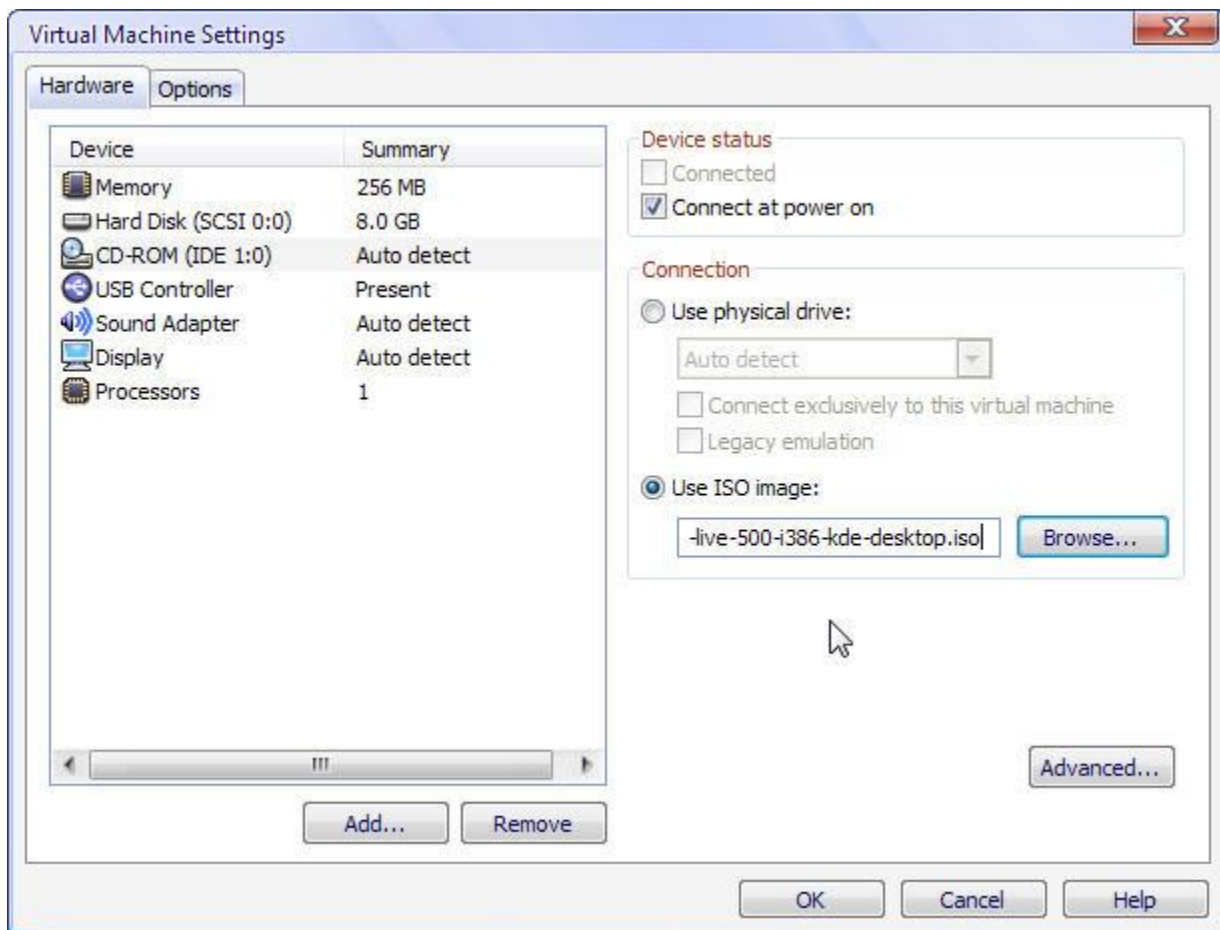 Virtual Machine Settings
Hardware Options
Device Summary
Memory 256 MB
Hard Disk (SCSI 0:0) 8.0 GB
CD-ROM (IDE 1:0) Auto detect
USB Controller Present
Sound Adapter Auto detect
Display Auto detect
Processors 1
Add... Remove
Device status
Connected
Connect at power on
Connection
Use physical drive:
Auto detect
Connect exclusively to this virtual machine
Legacy emulation
Use ISO image:
-live-500-i386-kde-desktop.iso Browse...
Advanced...
OK Cancel Help